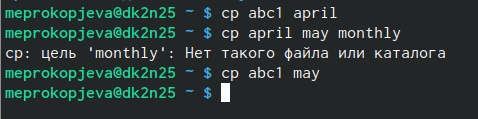 meprokopjeva@dk2n25 ~ $ cp abc1 april
meprokopjeva@dk2n25 ~ $ cp april may monthly
cp: цель 'monthly': Нет такого файла или каталога
meprokopjeva@dk2n25 ~ $ cp abc1 may
meprokopjeva@dk2n25 ~ $